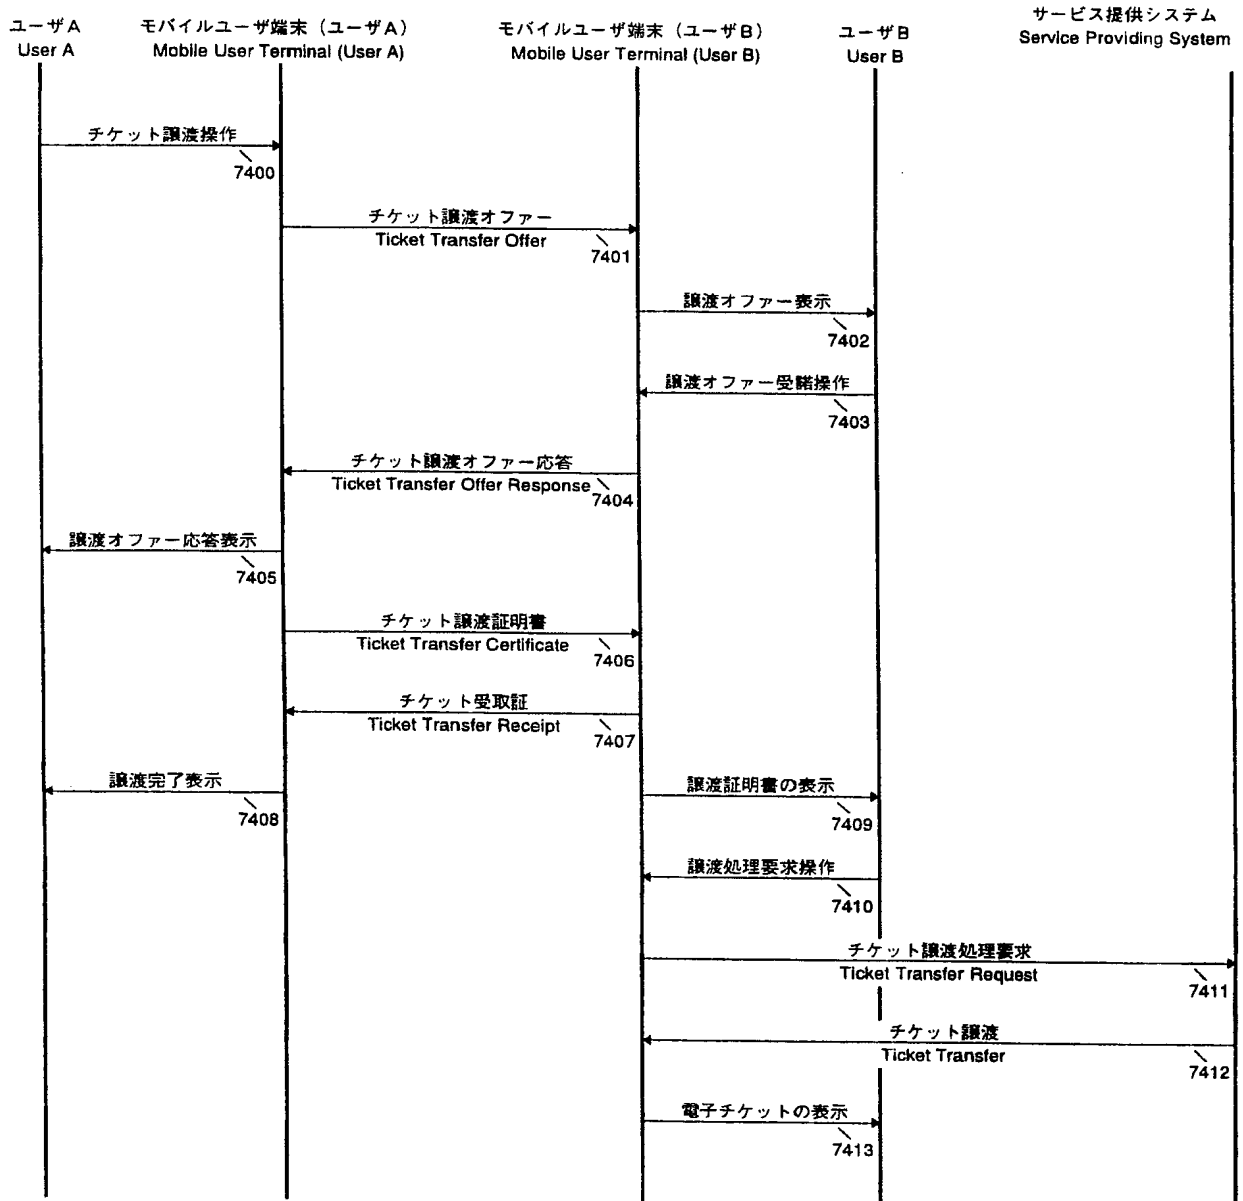 ユーザA
User A
モバイルユーザ端末（ユーザA）
Mobile User Terminal (User A)
モバイルユーザ端末（ユーザB）
Mobile User Terminal (User B)
ユーザB
User B
サービス提供システム
Service Providing System
チケット譲渡操作
7400
チケット譲渡オファー
Ticket Transfer Offer
7401
譲渡オファー表示
7402
譲渡オファー受諾操作
7403
チケット譲渡オファー応答
Ticket Transfer Offer Response
7404
譲渡オファー応答表示
7405
チケット譲渡証明書
Ticket Transfer Certificate
7406
チケット受取証
Ticket Transfer Receipt
7407
譲渡完了表示
7408
譲渡証明書の表示
7409
譲渡処理要求操作
7410
チケット譲渡処理要求
Ticket Transfer Request
7411
チケット譲渡
Ticket Transfer
7412
電子チケットの表示
7413